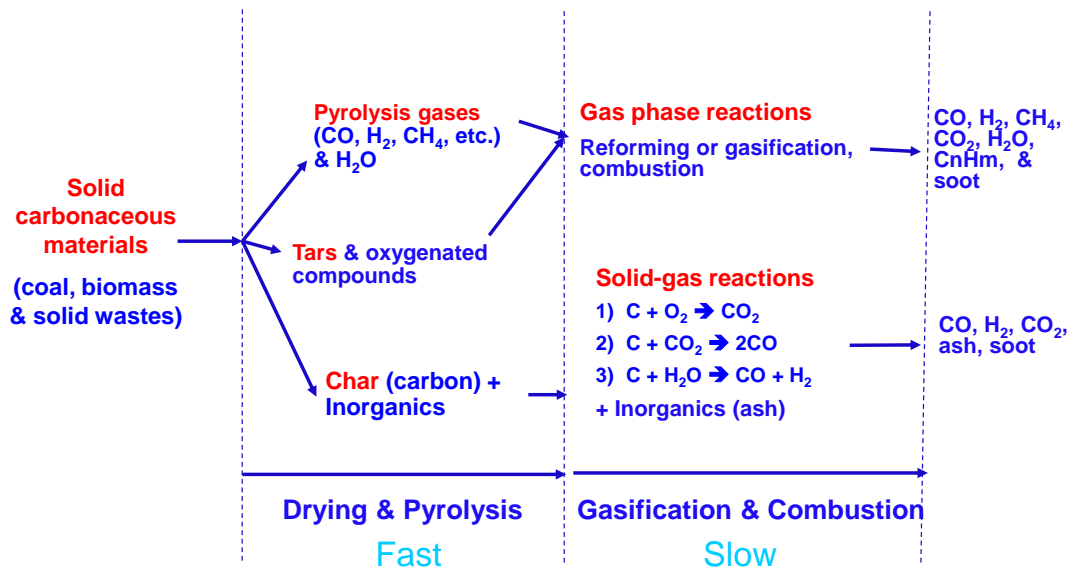 Solid
carbonaceous
materials
(coal, biomass
& solid wastes)
Pyrolysis gases
(CO, H₂, CH₄, etc.)
& H₂O
Tars & oxygenated
compounds
Char (carbon) +
Inorganics
Gas phase reactions
Reforming or gasification,
combustion
Solid-gas reactions
1) C + O₂ ➔ CO₂
2) C + CO₂ ➔ 2CO
3) C + H₂O ➔ CO + H₂
+ Inorganics (ash)
CO, H₂, CH₄,
CO₂, H₂O,
CnHm, &
soot
CO, H₂, CO₂,
ash, soot
Drying & Pyrolysis
Fast
Gasification & Combustion
Slow